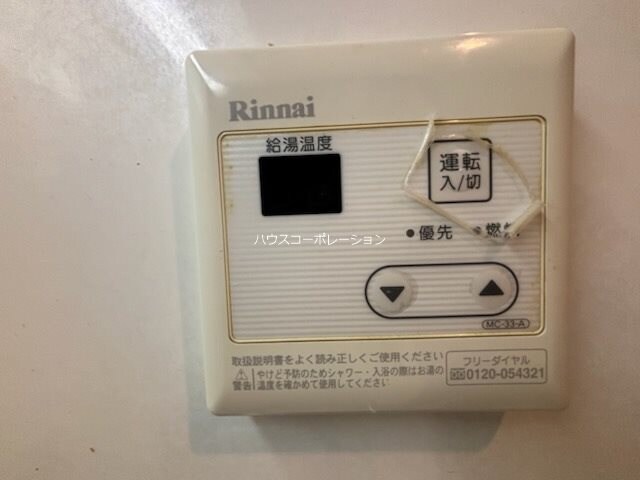 Rinnai
給湯温度
運転
入/切
ハウスコーポレーション
●優先 ●燃焼
MC-33-A
取扱説明書をよく読み正しくご使用ください
警告 やけど予防のためシャワー・入浴の際はお湯の
温度を確かめて使用してください
フリーダイヤル
0120-054321